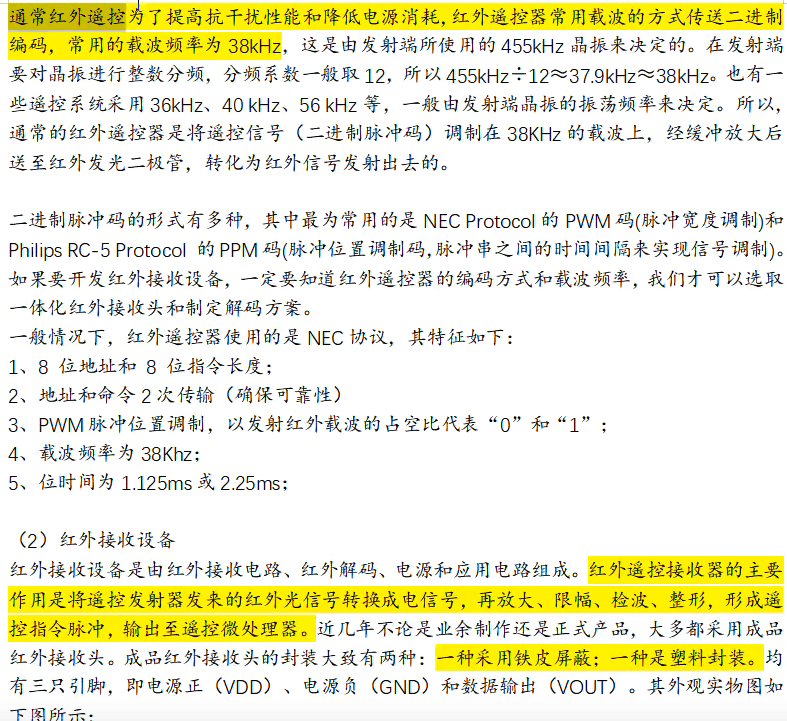 通常红外遥控为了提高抗干扰性能和降低电源消耗,红外遥控器常用载波的方式传送二进制
编码，常用的载波频率为 38kHz，这是由发射端所使用的 455kHz 晶振来决定的。在发射端
要对晶振进行整数分频，分频系数一般取 12，所以 455kHz÷12≈37.9kHz≈38kHz。也有一
些遥控系统采用 36kHz、40 kHz、56 kHz 等，一般由发射端晶振的振荡频率来决定。所以，
通常的红外遥控器是将遥控信号（二进制脉冲码）调制在 38KHz 的载波上，经缓冲放大后
送至红外发光二极管，转化为红外信号发射出去的。
二进制脉冲码的形式有多种，其中最为常用的是 NEC Protocol 的 PWM 码(脉冲宽度调制)和
Philips RC-5 Protocol 的 PPM 码(脉冲位置调制码,脉冲串之间的时间间隔来实现信号调制)。
如果要开发红外接收设备，一定要知道红外遥控器的编码方式和载波频率，我们才可以选取
一体化红外接收头和制定解码方案。
一般情况下，红外遥控器使用的是 NEC 协议，其特征如下：
1、8 位地址和 8 位指令长度；
2、地址和命令 2 次传输（确保可靠性）
3、PWM 脉冲位置调制，以发射红外载波的占空比代表“0”和“1”；
4、载波频率为 38Khz；
5、位时间为 1.125ms 或 2.25ms；
（2）红外接收设备
红外接收设备是由红外接收电路、红外解码、电源和应用电路组成。红外遥控接收器的主要
作用是将遥控发射器发来的红外光信号转换成电信号，再放大、限幅、检波、整形，形成遥
控指令脉冲，输出至遥控微处理器。近几年不论是业余制作还是正式产品，大多都采用成品
红外接收头。成品红外接收头的封装大致有两种：一种采用铁皮屏蔽；一种是塑料封装。均
有三只引脚，即电源正（VDD）、电源负（GND）和数据输出（VOUT）。其外观实物图如
下图所示：